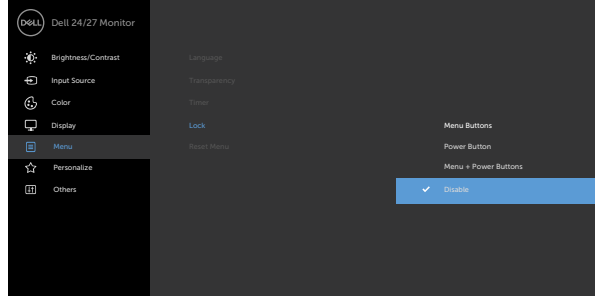 DELL
Dell 24/27 Monitor
Brightness/Contrast
Input Source
Color
Display
Menu
Personalize
Others
Language
Transparency
Timer
Lock
Reset Menu
Menu Buttons
Power Button
Menu + Power Buttons
Disable